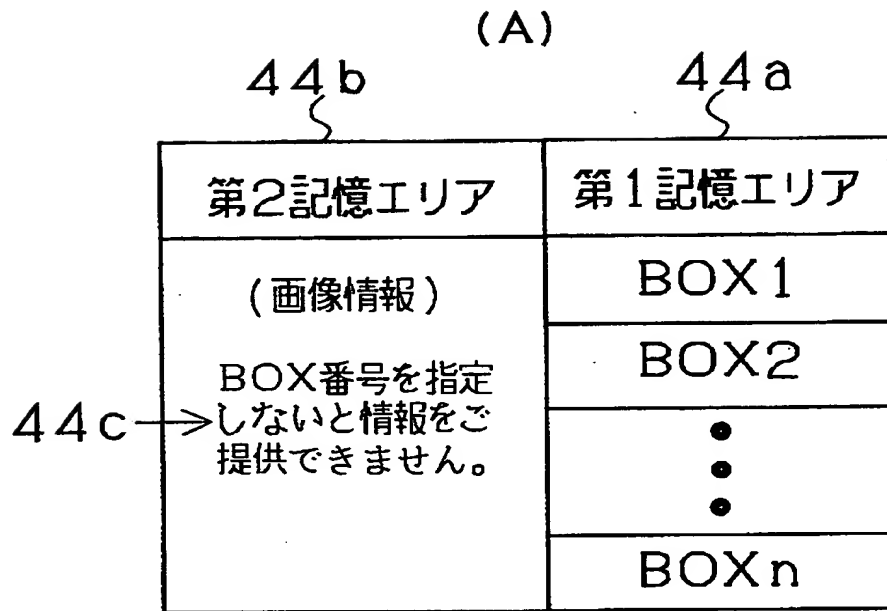 (A)
44b
44a
第2記憶エリア
第1記憶エリア
(画像情報)
BOX番号を指定
しないと情報をご
提供できません。
44c
BOX1
BOX2
BOXn